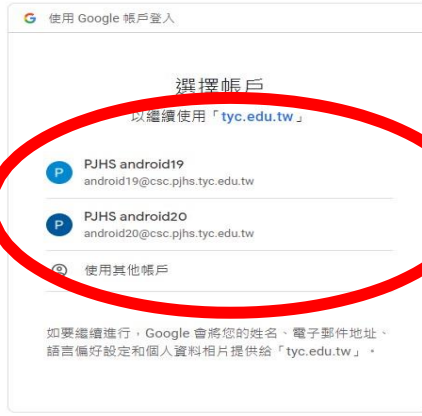 使用 Google 帳戶登入
選擇帳戶
以繼續使用「tyc.edu.tw」
P
PJHS android19
android19@csc.pjhs.tyc.edu.tw
P
PJHS android20
android20@csc.pjhs.tyc.edu.tw
使用其他帳戶
如要繼續進行，Google 會將您的姓名、電子郵件地址、
語言偏好設定和個人資料相片提供給「tyc.edu.tw」。